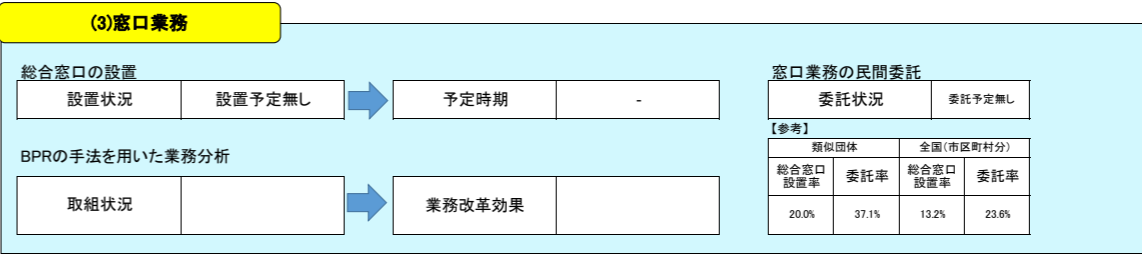 (3)窓口業務
総合窓口の設置
設置状況 設置予定無し 予定時期 -
BPRの手法を用いた業務分析
取組状況 業務改革効果
窓口業務の民間委託
委託状況 委託予定無し
【参考】
類似団体 全国(市区町村分)
総合窓口
設置率 委託率 総合窓口
設置率 委託率
20.0% 37.1% 13.2% 23.6%